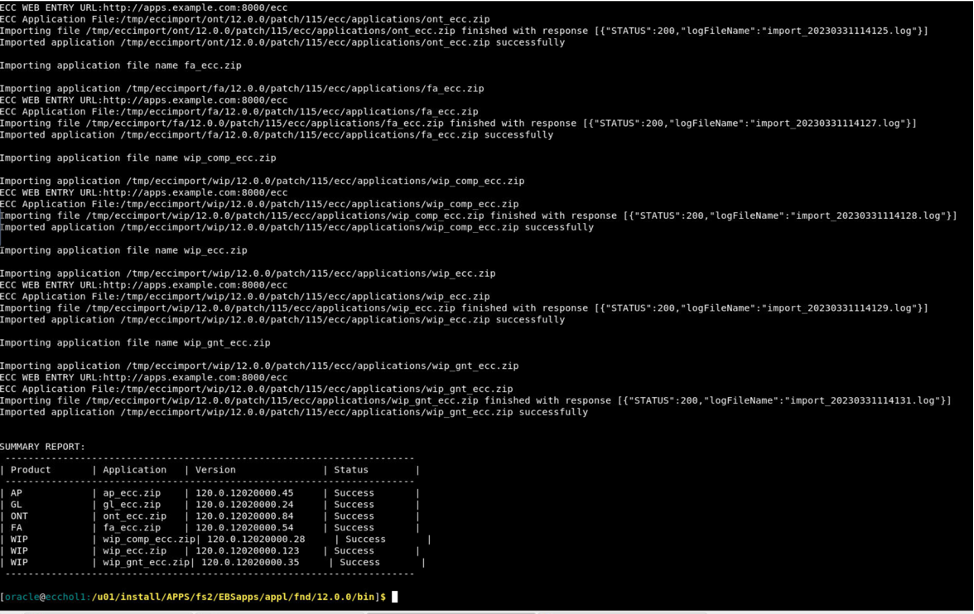 ECC WEB ENTRY URL:http://apps.example.com:8000/ecc
ECC Application File:/tmp/eccimport/ont/12.0.0/patch/115/ecc/applications/ont_ecc.zip
Importing file /tmp/eccimport/ont/12.0.0/patch/115/ecc/applications/ont_ecc.zip finished with response [{"STATUS":200,"logFileName":"import_20230331114125.log"}]
Imported application /tmp/eccimport/ont/12.0.0/patch/115/ecc/applications/ont_ecc.zip successfully
Importing application file name fa_ecc.zip
Importing application /tmp/eccimport/fa/12.0.0/patch/115/ecc/applications/fa_ecc.zip
ECC WEB ENTRY URL:http://apps.example.com:8000/ecc
ECC Application File:/tmp/eccimport/fa/12.0.0/patch/115/ecc/applications/fa_ecc.zip
Importing file /tmp/eccimport/fa/12.0.0/patch/115/ecc/applications/fa_ecc.zip finished with response [{"STATUS":200,"logFileName":"import_20230331114127.log"}]
Imported application /tmp/eccimport/fa/12.0.0/patch/115/ecc/applications/fa_ecc.zip successfully
Importing application file name wip_comp_ecc.zip
Importing application /tmp/eccimport/wip/12.0.0/patch/115/ecc/applications/wip_comp_ecc.zip
ECC WEB ENTRY URL:http://apps.example.com:8000/ecc
ECC Application File:/tmp/eccimport/wip/12.0.0/patch/115/ecc/applications/wip_comp_ecc.zip
Importing file /tmp/eccimport/wip/12.0.0/patch/115/ecc/applications/wip_comp_ecc.zip finished with response [{"STATUS":200,"logFileName":"import_20230331114128.log"}]
Imported application /tmp/eccimport/wip/12.0.0/patch/115/ecc/applications/wip_comp_ecc.zip successfully
Importing application file name wip_ecc.zip
Importing application /tmp/eccimport/wip/12.0.0/patch/115/ecc/applications/wip_ecc.zip
ECC WEB ENTRY URL:http://apps.example.com:8000/ecc
ECC Application File:/tmp/eccimport/wip/12.0.0/patch/115/ecc/applications/wip_ecc.zip
Importing file /tmp/eccimport/wip/12.0.0/patch/115/ecc/applications/wip_ecc.zip finished with response [{"STATUS":200,"logFileName":"import_20230331114129.log"}]
Imported application /tmp/eccimport/wip/12.0.0/patch/115/ecc/applications/wip_ecc.zip successfully
Importing application file name wip_gnt_ecc.zip
Importing application /tmp/eccimport/wip/12.0.0/patch/115/ecc/applications/wip_gnt_ecc.zip
ECC WEB ENTRY URL:http://apps.example.com:8000/ecc
ECC Application File:/tmp/eccimport/wip/12.0.0/patch/115/ecc/applications/wip_gnt_ecc.zip
Importing file /tmp/eccimport/wip/12.0.0/patch/115/ecc/applications/wip_gnt_ecc.zip finished with response [{"STATUS":200,"logFileName":"import_20230331114131.log"}]
Imported application /tmp/eccimport/wip/12.0.0/patch/115/ecc/applications/wip_gnt_ecc.zip successfully
SUMMARY REPORT:
-----------------------------------------------------------------------
| Product | Application | Version | Status |
-----------------------------------------------------------------------
| AP | ap_ecc.zip | 120.0.12020000.45 | Success |
| GL | gl_ecc.zip | 120.0.12020000.24 | Success |
| ONT | ont_ecc.zip | 120.0.12020000.84 | Success |
| FA | fa_ecc.zip | 120.0.12020000.54 | Success |
| WIP | wip_comp_ecc.zip| 120.0.12020000.28 | Success |
| WIP | wip_ecc.zip | 120.0.12020000.123 | Success |
| WIP | wip_gnt_ecc.zip| 120.0.12020000.35 | Success |
-----------------------------------------------------------------------
[oracle@ecchol1:/u01/install/APPS/fs2/EBSapps/appl/fnd/12.0.0/bin]$